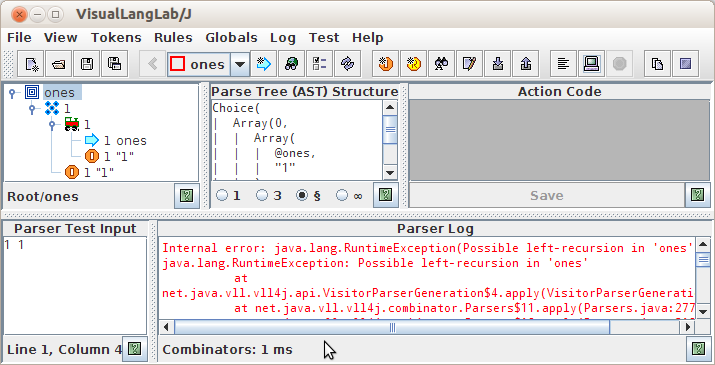 VisualLangLab/J
File View Tokens Rules Globals Log Test Help
ones
ones
1
1
1 ones
1 "1"
1 "1"
Root/ones
Parse Tree (AST) Structure
Choice(
| Array(0,
| | Array(
| | | @ones,
| | | "1"
1 3 § ∞
Action Code
Save
Parser Test Input
1 1
Line 1, Column 4
Parser Log
Internal error: java.lang.RuntimeException(Possible left-recursion in 'ones'
java.lang.RuntimeException: Possible left-recursion in 'ones'
at
net.java.vll.vll4j.api.VisitorParserGeneration$4.apply(VisitorParserGenerati
at net.java.vll.vll4j.combinator.Parsers$11.apply(Parsers.java:277
Combinators: 1 ms